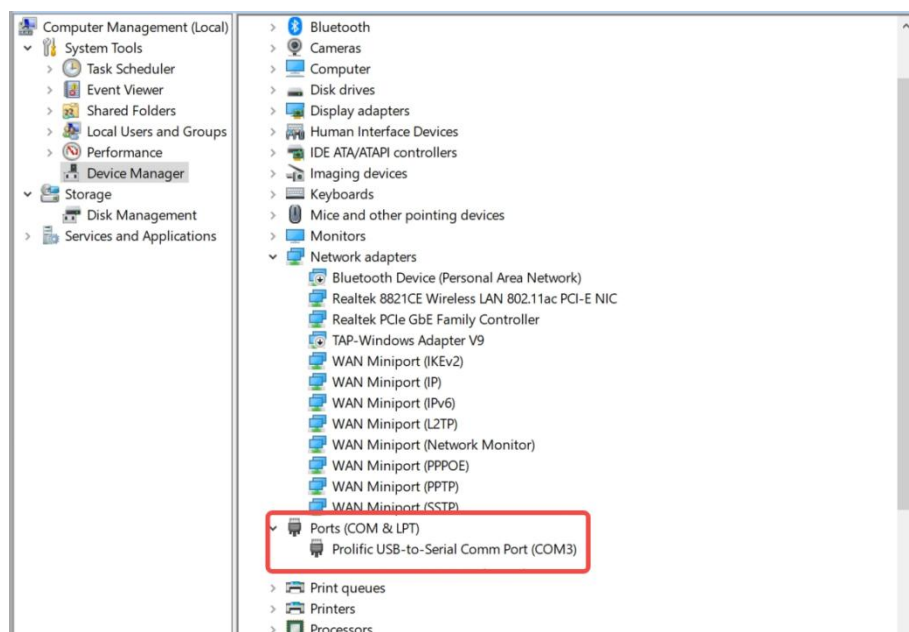 Computer Management (Local)
System Tools
Task Scheduler
Event Viewer
Shared Folders
Local Users and Groups
Performance
Device Manager
Storage
Disk Management
Services and Applications
Bluetooth
Cameras
Computer
Disk drives
Display adapters
Human Interface Devices
IDE ATA/ATAPI controllers
Imaging devices
Keyboards
Mice and other pointing devices
Monitors
Network adapters
Bluetooth Device (Personal Area Network)
Realtek 8821CE Wireless LAN 802.11ac PCI-E NIC
Realtek PCIe GbE Family Controller
TAP-Windows Adapter V9
WAN Miniport (IKEv2)
WAN Miniport (IP)
WAN Miniport (IPv6)
WAN Miniport (L2TP)
WAN Miniport (Network Monitor)
WAN Miniport (PPPOE)
WAN Miniport (PPTP)
WAN Miniport (SSTP)
Ports (COM & LPT)
Prolific USB-to-Serial Comm Port (COM3)
Print queues
Printers
Processors